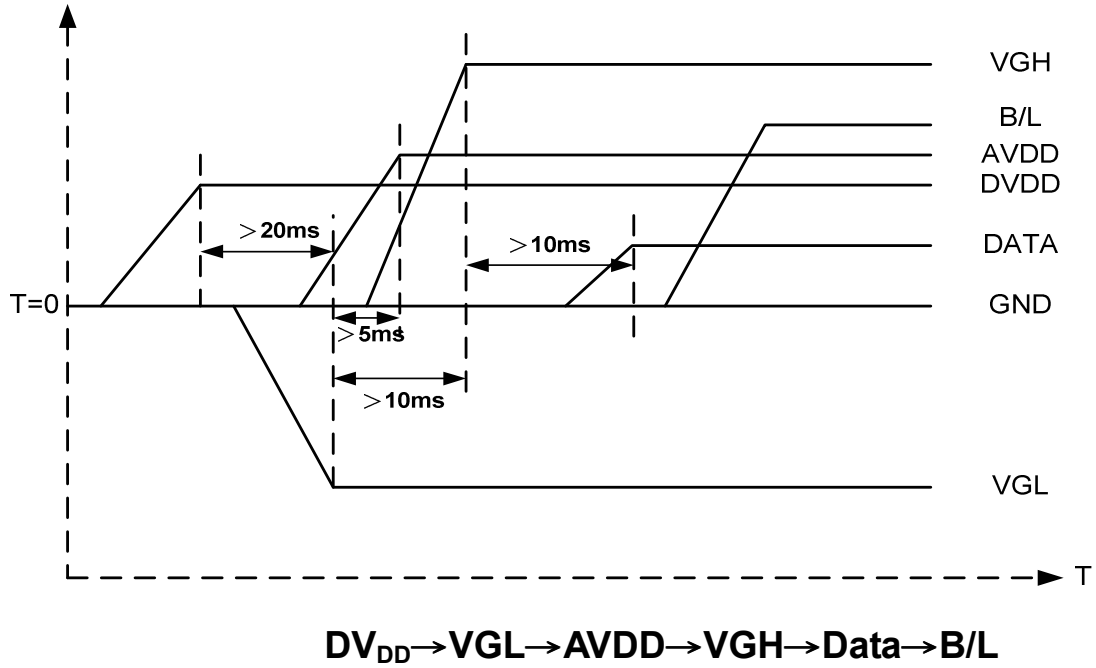 VGH
B/L
AVDD
DVDD
>20ms
>10ms
DATA
T=0
GND
>5ms
>10ms
VGL
T
DVDD→VGL→AVDD→VGH→Data→B/L